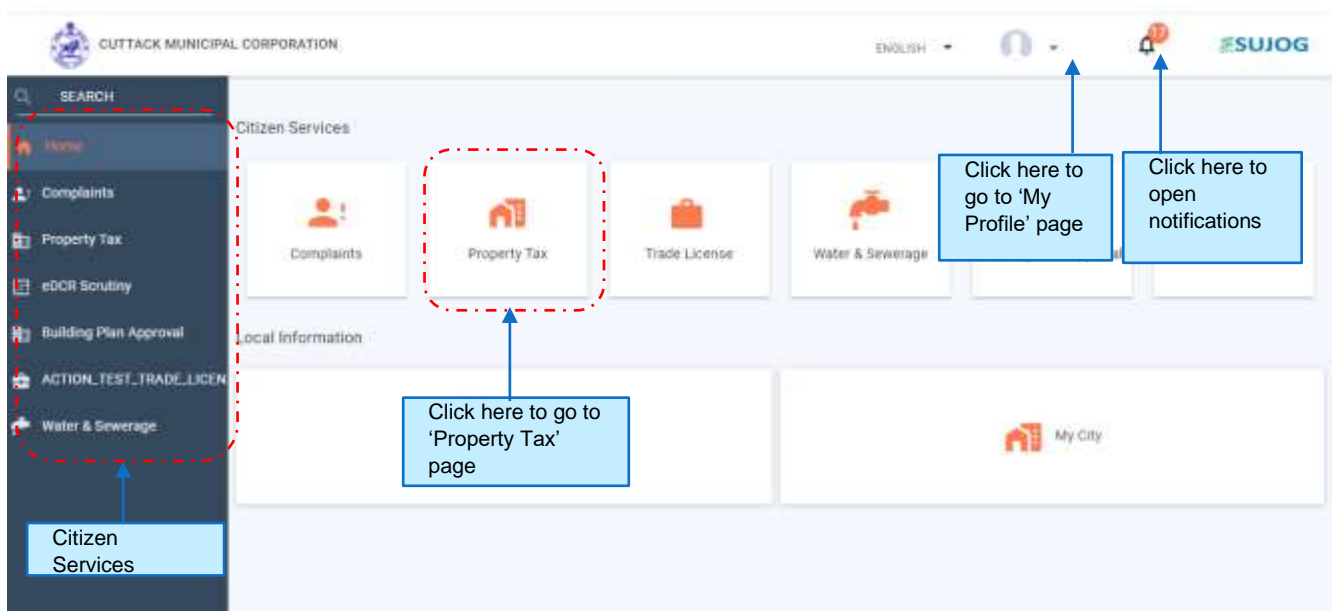 CUTTACK MUNICIPAL CORPORATION
ENGLISH
SUJOG
SEARCH
Home
Complaints
Property Tax
eDCR Scrutiny
Building Plan Approval
ACTION_TEST_TRADE_LICEN
Water & Sewerage
Citizen
Services
Citizen Services
Complaints
Property Tax
Trade License
Water & Sewerage
Click here to
go to ‘My
Profile’ page
Click here to
open
notifications
Local Information
Click here to go to
‘Property Tax’
page
My City